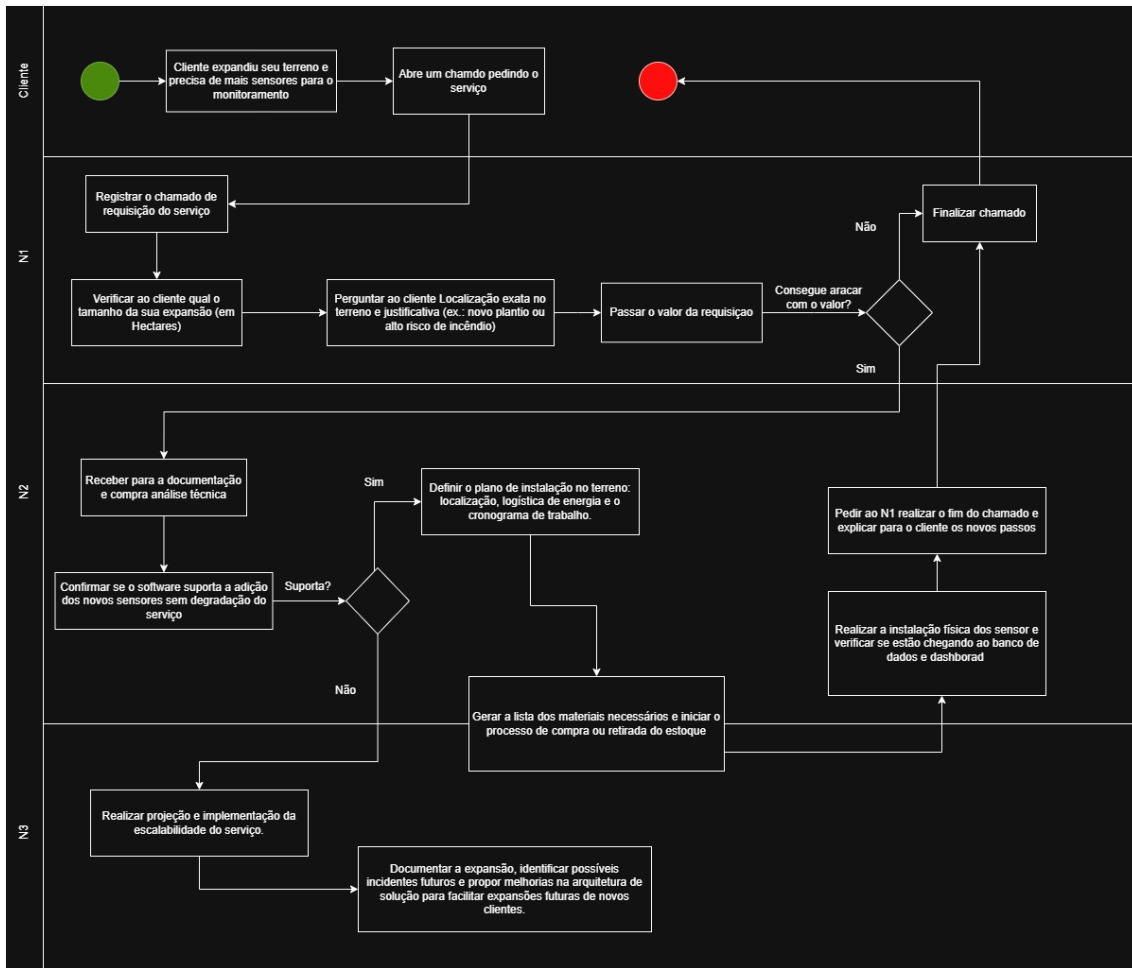 Cliente
Cliente expandiu seu terreno e
precisa de mais sensores para o
monitoramento
Abre um chamdo pedindo o
serviço
N1
Registrar o chamado de
requisição do serviço
Finalizar chamado
Não
Verificar ao cliente qual o
tamanho da sua expansão (em
Hectares)
Perguntar ao cliente Localização exata no
terreno e justificativa (ex.: novo plantio ou
alto risco de incêndio)
Passar o valor da requisiçao
Consegue aracar
com o valor?
Sim
N2
Receber para a documentação
e compra análise técnica
Sim
Definir o plano de instalação no terreno:
localização, logística de energia e o
cronograma de trabalho.
Pedir ao N1 realizar o fim do chamado e
explicar para o cliente os novos passos
Confirmar se o software suporta a adição
dos novos sensores sem degradação do
serviço
Suporta?
Não
Realizar a instalação física dos sensor e
verificar se estão chegando ao banco de
dados e dashborad
Gerar a lista dos materiais necessários e iniciar o
processo de compra ou retirada do estoque
N3
Realizar projeção e implementação da
escalabilidade do serviço.
Documentar a expansão, identificar possíveis
incidentes futuros e propor melhorias na arquitetura de
solução para facilitar expansões futuras de novos
clientes.